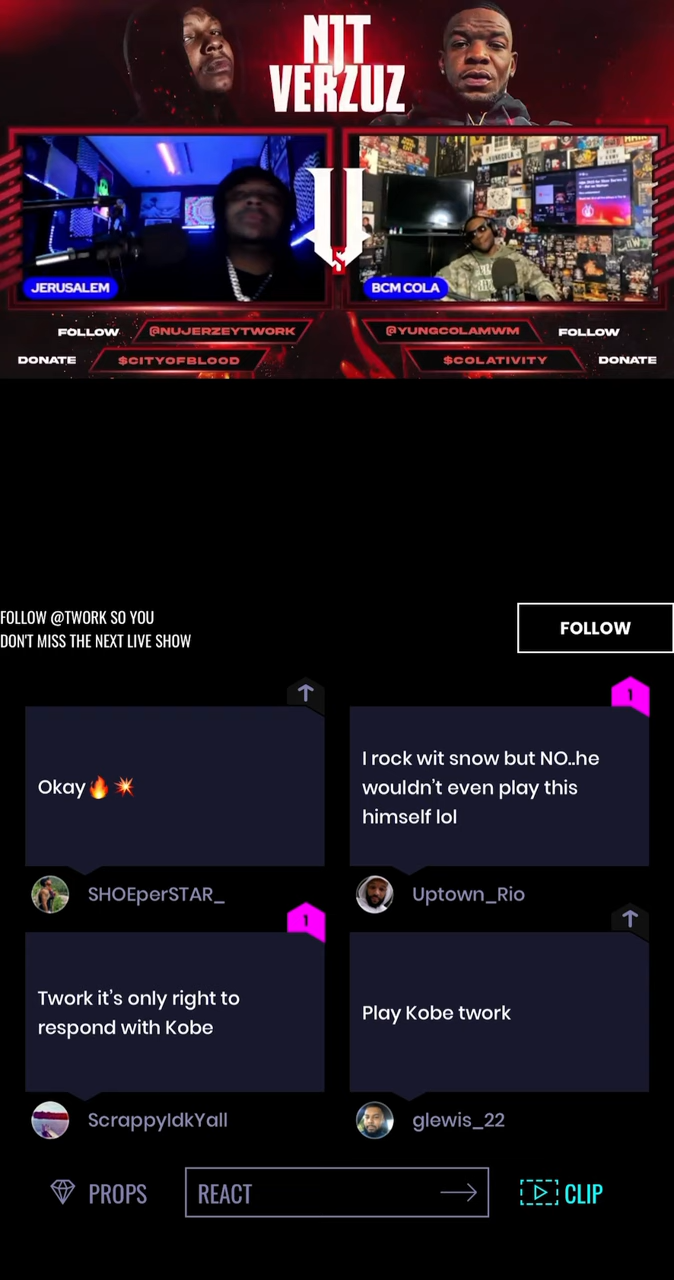 NJT
VERZUZ
JERUSALEM
BCM COLA
FOLLOW
@NUJERZEYTWORK
@YUNGCOLAMWM
FOLLOW
DONATE
$CITYOFBLOOD
$COLATIVITY
DONATE
FOLLOW @TWORK SO YOU
DON'T MISS THE NEXT LIVE SHOW
FOLLOW
Okay🔥💥
SHOEperSTAR_
1
I rock wit snow but NO..he
wouldn't even play this
himself lol
Uptown_Rio
1
Twork it's only right to
respond with Kobe
ScrappyIdkYall
Play Kobe twork
glewis_22
PROPS
REACT
CLIP